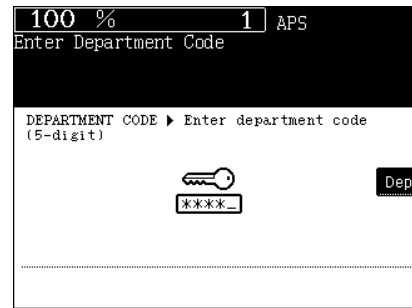 100 % 1 APS
Enter Department Code
DEPARTMENT CODE ▶ Enter department code
(5-digit)
****_
Dep